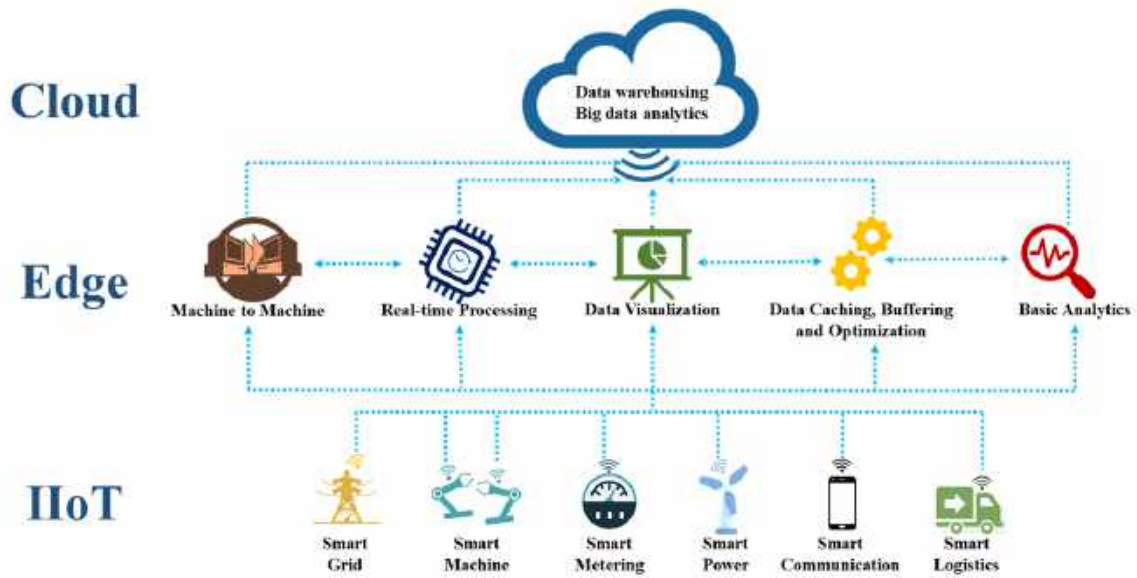 Cloud
Data warehousing
Big data analytics
Edge
Machine to Machine
Real-time Processing
Data Visualization
Data Caching, Buffering
and Optimization
Basic Analytics
IIoT
Smart
Grid
Smart
Machine
Smart
Metering
Smart
Power
Smart
Communication
Smart
Logistics